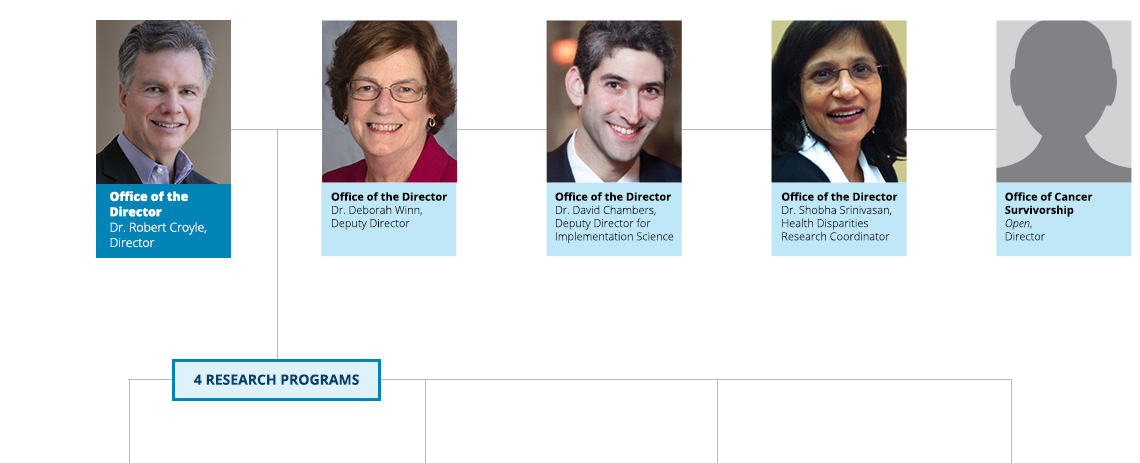 Office of the
Director
Dr. Robert Croyle,
Director
Office of the Director
Dr. Deborah Winn,
Deputy Director
Office of the Director
Dr. David Chambers,
Deputy Director for
Implementation Science
Office of the Director
Dr. Shobha Srinivasan,
Health Disparities
Research Coordinator
Office of Cancer
Survivorship
Open,
Director
4 RESEARCH PROGRAMS